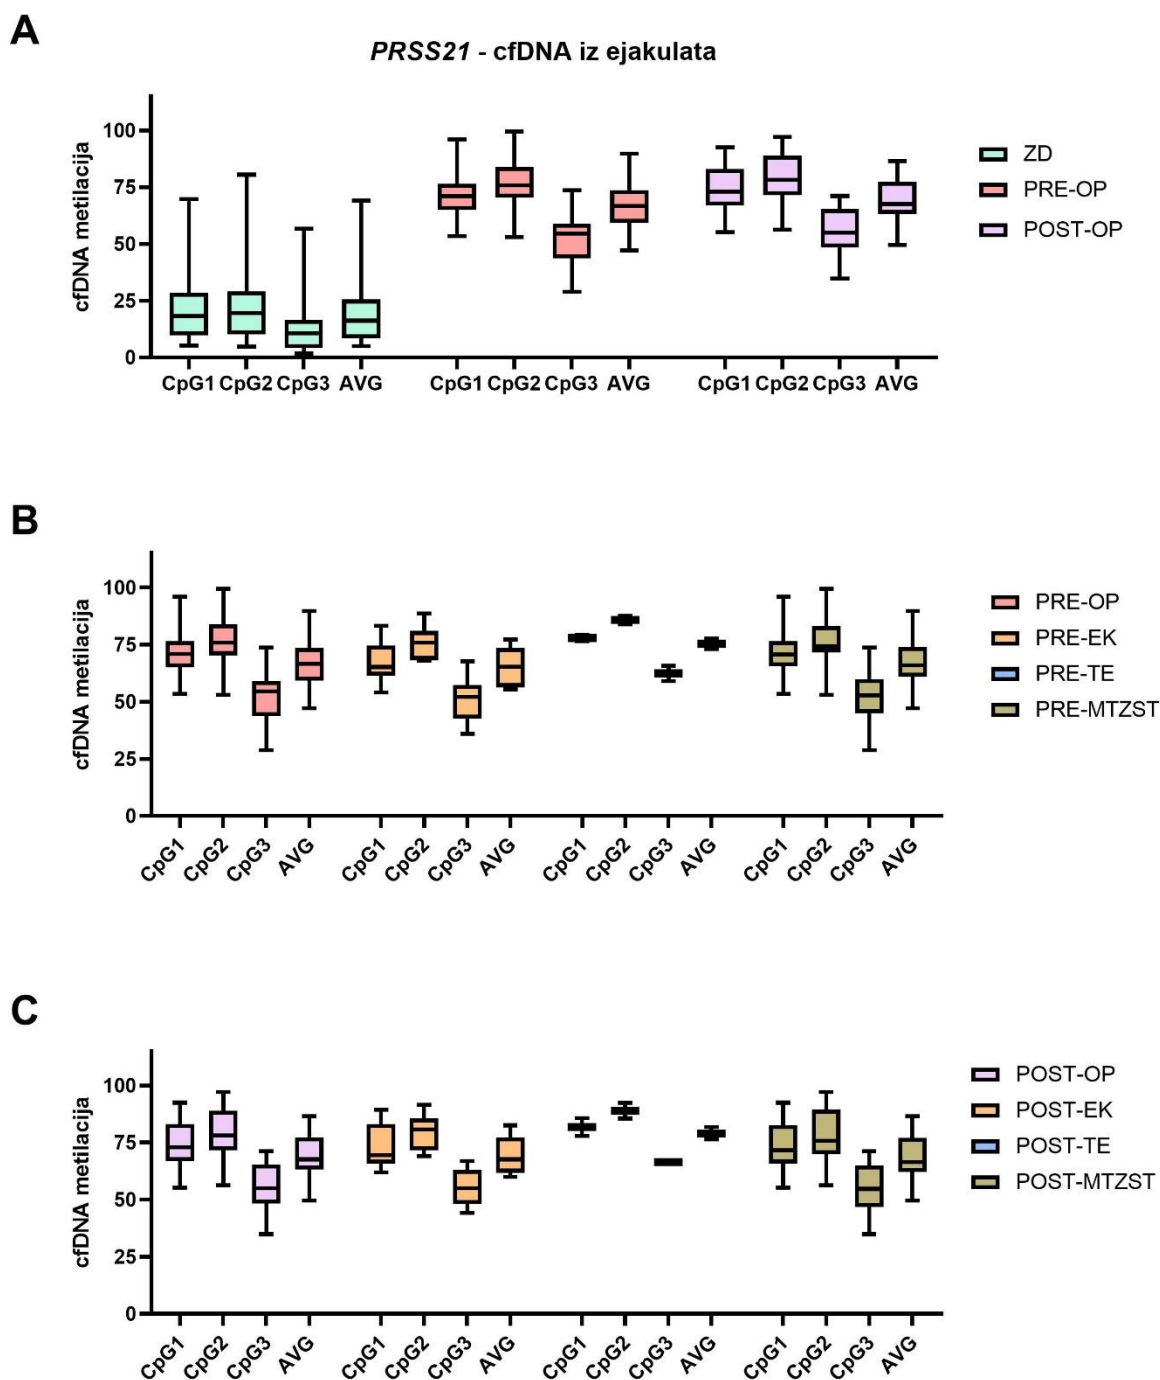 A
PRSS21 - cfDNA iz ejakulata
cfDNA metilacija
100
75
50
25
0
CpG1 CpG2 CpG3 AVG CpG1 CpG2 CpG3 AVG CpG1 CpG2 CpG3 AVG
ZD
PRE-OP
POST-OP
B
cfDNA metilacija
100
75
50
25
0
CpG1 CpG2 CpG3 AVG CpG1 CpG2 CpG3 AVG CpG1 CpG2 CpG3 AVG CpG1 CpG2 CpG3 AVG
PRE-OP
PRE-EK
PRE-TE
PRE-MTZST
C
cfDNA metilacija
100
75
50
25
0
CpG1 CpG2 CpG3 AVG CpG1 CpG2 CpG3 AVG CpG1 CpG2 CpG3 AVG CpG1 CpG2 CpG3 AVG
POST-OP
POST-EK
POST-TE
POST-MTZST